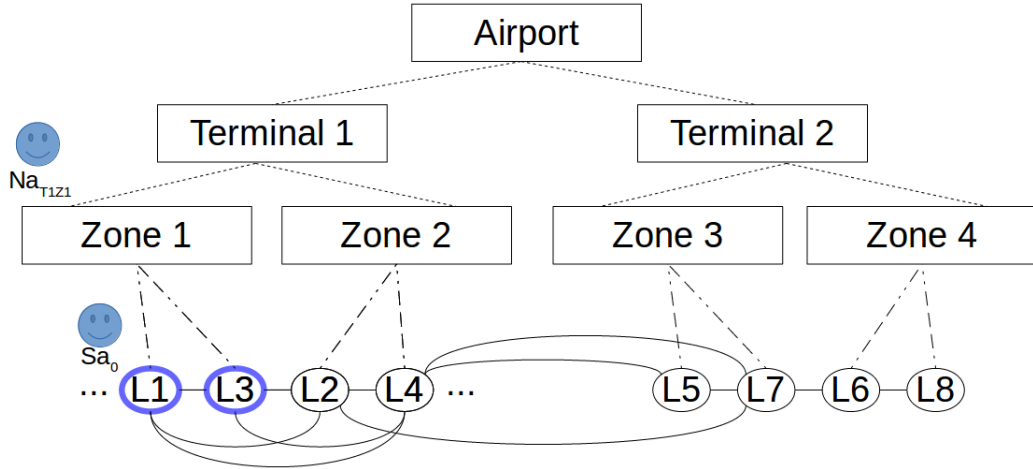 Airport
Terminal 1 Terminal 2
Na_T1Z1
Zone 1 Zone 2 Zone 3 Zone 4
Sa_0
... L1 L3 L2 L4 ... L5 L7 L6 L8